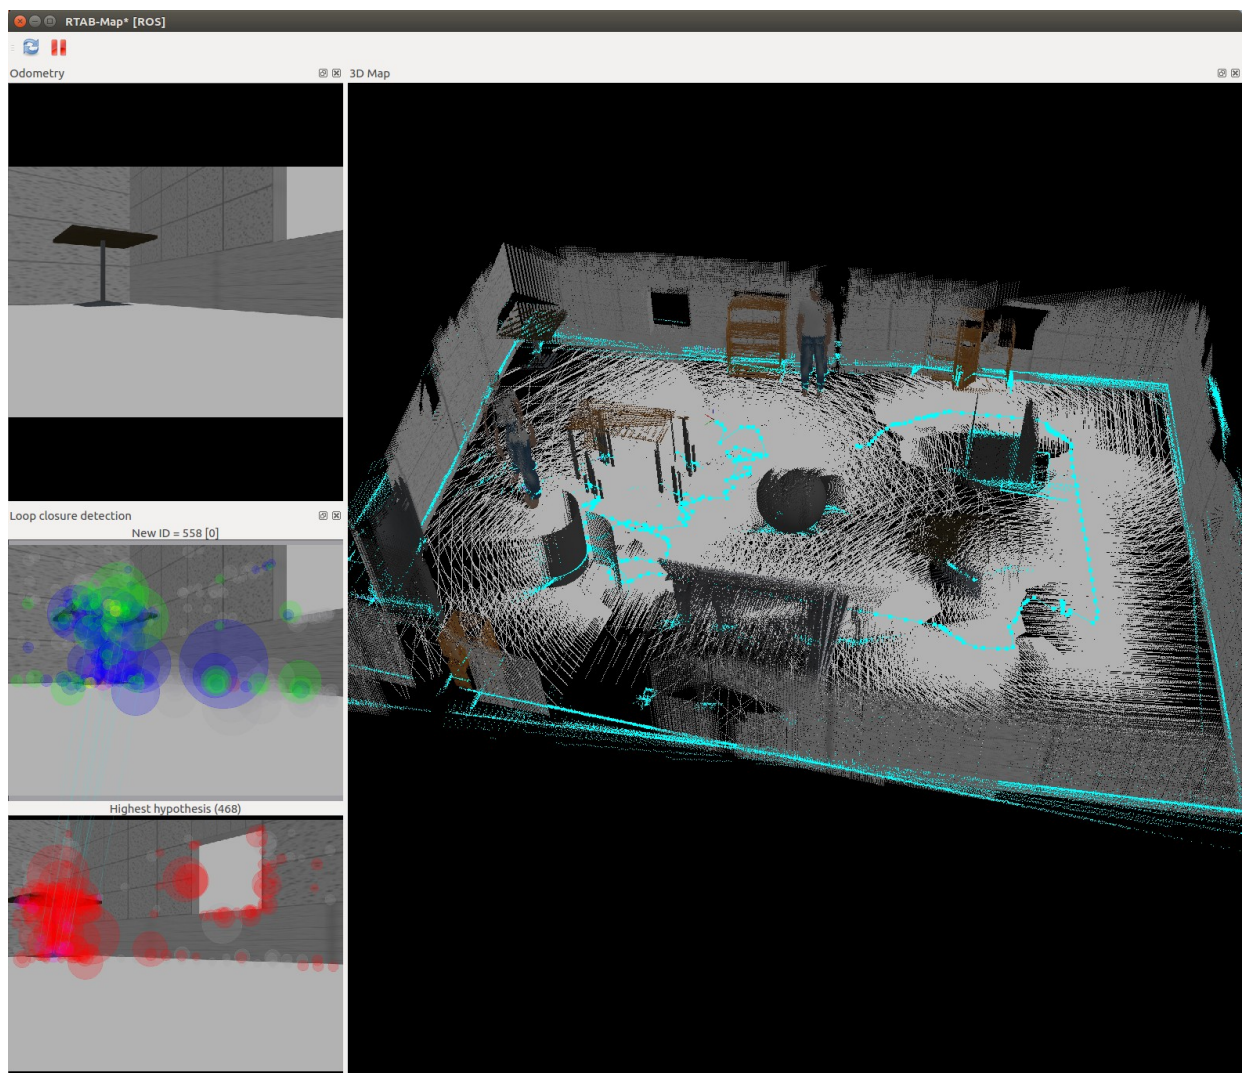 RTAB-Map* [ROS]
Odometry
3D Map
Loop closure detection
New ID = 558 [0]
Highest hypothesis (468)